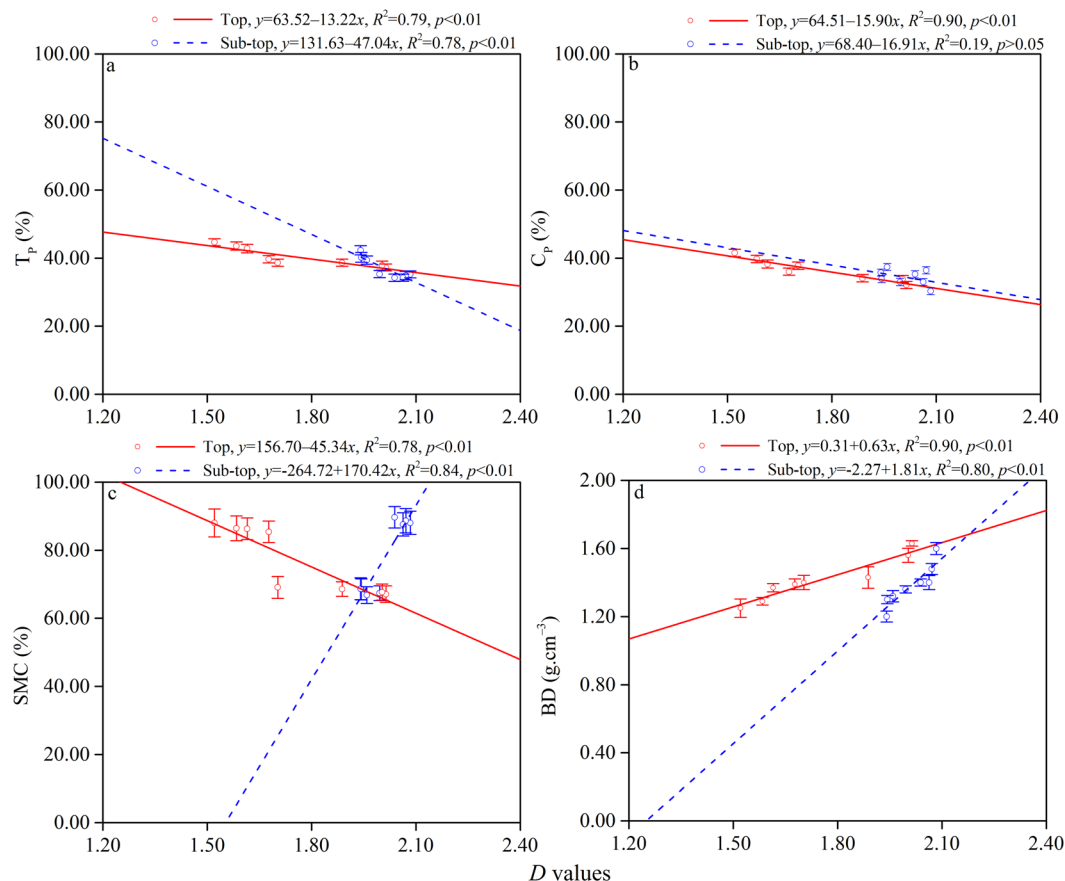 Top, y=63.52–13.22x, R²=0.79, p<0.01
Sub-top, y=131.63–47.04x, R²=0.78, p<0.01
a
100.00
80.00
60.00
40.00
20.00
0.00
T_P (%)
1.20 1.50 1.80 2.10 2.40
Top, y=64.51–15.90x, R²=0.90, p<0.01
Sub-top, y=68.40–16.91x, R²=0.19, p>0.05
b
100.00
80.00
60.00
40.00
20.00
0.00
C_P (%)
1.20 1.50 1.80 2.10 2.40
Top, y=156.70–45.34x, R²=0.78, p<0.01
Sub-top, y=-264.72+170.42x, R²=0.84, p<0.01
c
100.00
80.00
60.00
40.00
20.00
0.00
SMC (%)
1.20 1.50 1.80 2.10 2.40
Top, y=0.31+0.63x, R²=0.90, p<0.01
Sub-top, y=-2.27+1.81x, R²=0.80, p<0.01
d
2.00
1.60
1.20
0.80
0.40
0.00
BD (g.cm⁻³)
1.20 1.50 1.80 2.10 2.40
D values